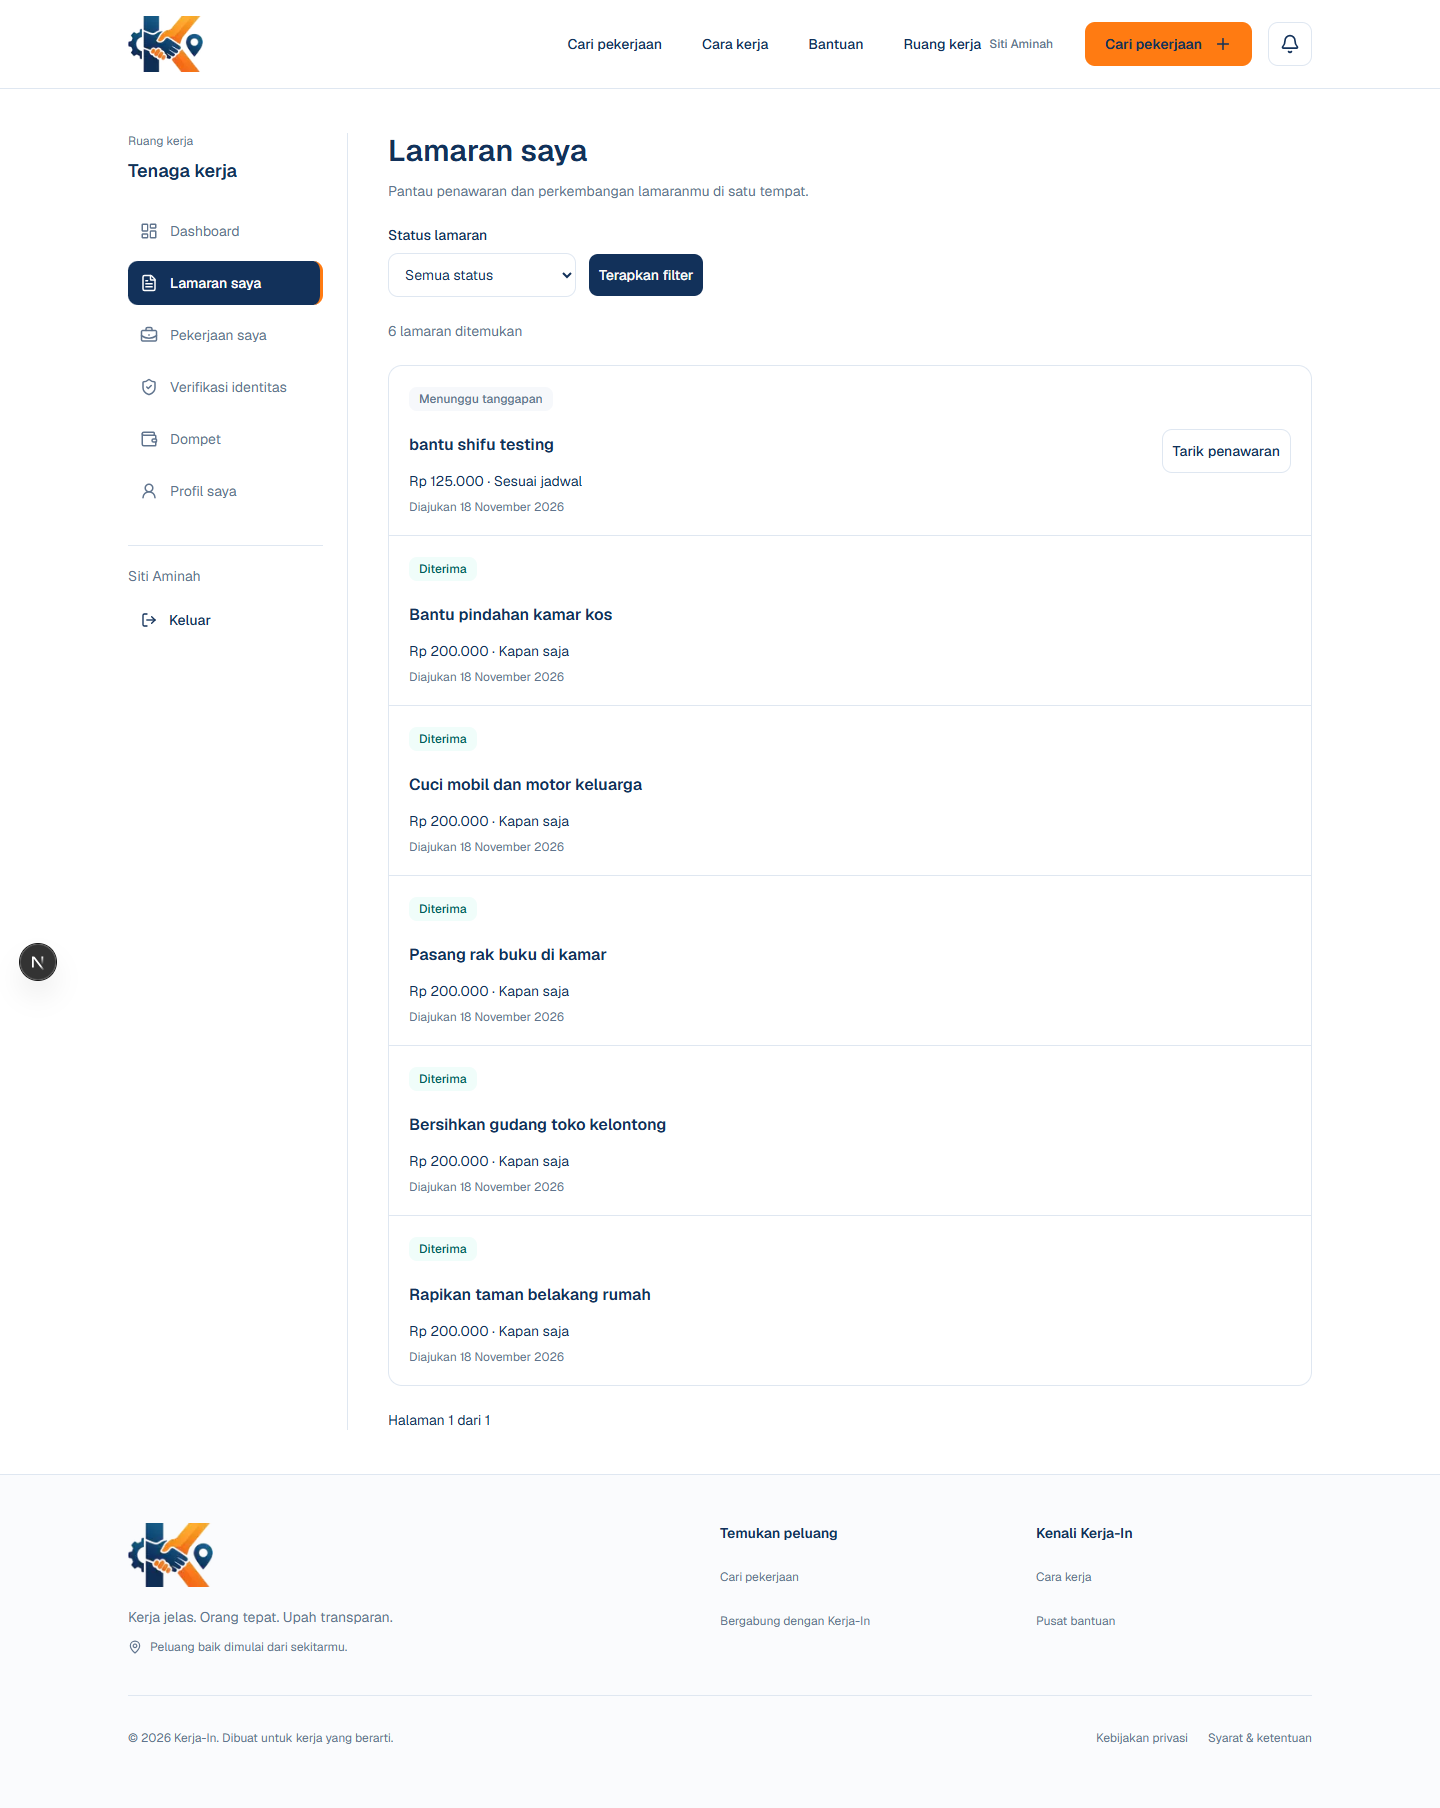 Cari pekerjaan
Cara kerja
Bantuan
Ruang kerja Siti Aminah
Cari pekerjaan
Ruang kerja
Tenaga kerja
Dashboard
Lamaran saya
Pekerjaan saya
Verifikasi identitas
Dompet
Profil saya
Siti Aminah
Keluar
Lamaran saya
Pantau penawaran dan perkembangan lamaranmu di satu tempat.
Status lamaran
Semua status
Terapkan filter
6 lamaran ditemukan
Menunggu tanggapan
bantu shifu testing
Rp 125.000 · Sesuai jadwal
Diajukan 18 November 2026
Tarik penawaran
Diterima
Bantu pindahan kamar kos
Rp 200.000 · Kapan saja
Diajukan 18 November 2026
Diterima
Cuci mobil dan motor keluarga
Rp 200.000 · Kapan saja
Diajukan 18 November 2026
Diterima
Pasang rak buku di kamar
Rp 200.000 · Kapan saja
Diajukan 18 November 2026
Diterima
Bersihkan gudang toko kelontong
Rp 200.000 · Kapan saja
Diajukan 18 November 2026
Diterima
Rapikan taman belakang rumah
Rp 200.000 · Kapan saja
Diajukan 18 November 2026
Halaman 1 dari 1
N
K
Kerja jelas. Orang tepat. Upah transparan.
Peluang baik dimulai dari sekitarmu.
Temukan peluang
Cari pekerjaan
Bergabung dengan Kerja-In
Kenali Kerja-In
Cara kerja
Pusat bantuan
© 2026 Kerja-In. Dibuat untuk kerja yang berarti.
Kebijakan privasi
Syarat & ketentuan